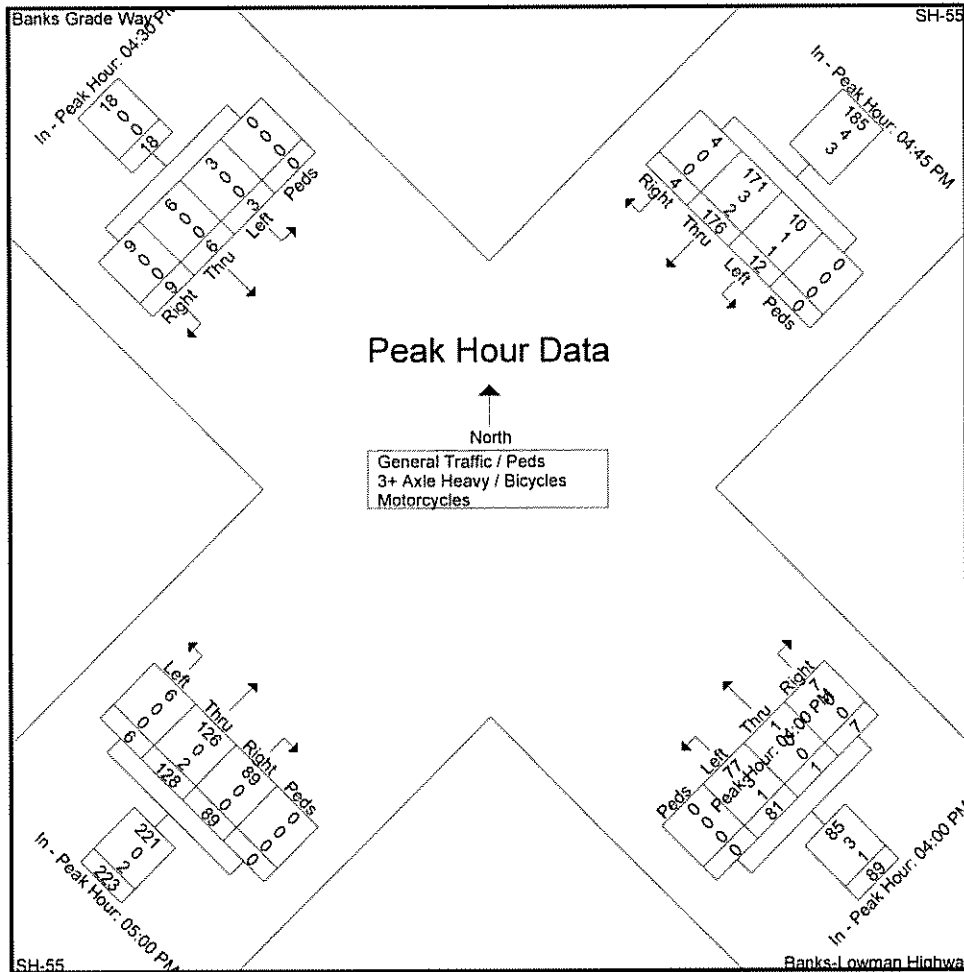 Banks Grade Way
SH-55
In - Peak Hour: 04:30 PM
18
0
0
18
9 6 3 0
0 0 0 0
0 0 0 0
9 6 3 0
Right Thru Left Peds
In - Peak Hour: 04:45 PM
185
4
3
4 171 10 0
0 3 1 0
0 2 1 0
4 176 12 0
Right Thru Left Peds
Peak Hour Data
North
General Traffic / Peds
3+ Axle Heavy / Bicycles
Motorcycles
Left Thru Right Peds
6 126 89 0
0 0 0 0
0 2 0 0
6 128 89 0
221
0
2
223
In - Peak Hour: 05:00 PM
SH-55
Peds Left Thru Right
0 77 1 7
0 3 0 0
0 1 0 0
0 81 1 7
Peak Hour: 04:00 PM
85
3
1
89
In - Peak Hour: 04:00 PM
Banks-Lowman Highwa